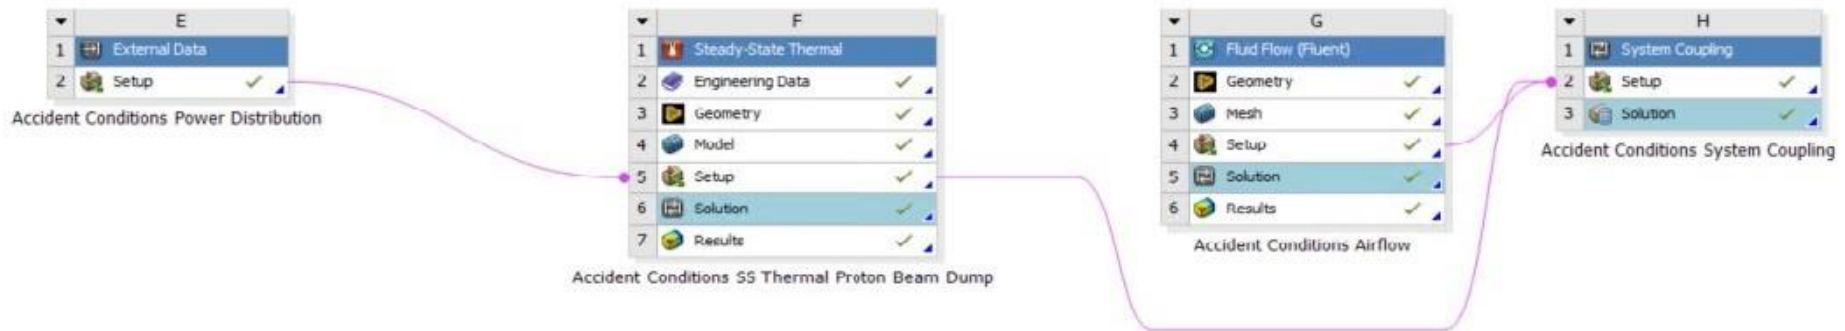 E
1 External Data
2 Setup
Accident Conditions Power Distribution
F
1 Steady-State Thermal
2 Engineering Data
3 Geometry
4 Model
5 Setup
6 Solution
7 Results
Accident Conditions SS Thermal Proton Beam Dump
G
1 Fluid Flow (Fluent)
2 Geometry
3 Mesh
4 Setup
5 Solution
6 Results
Accident Conditions Airflow
H
1 System Coupling
2 Setup
3 Solution
Accident Conditions System Coupling